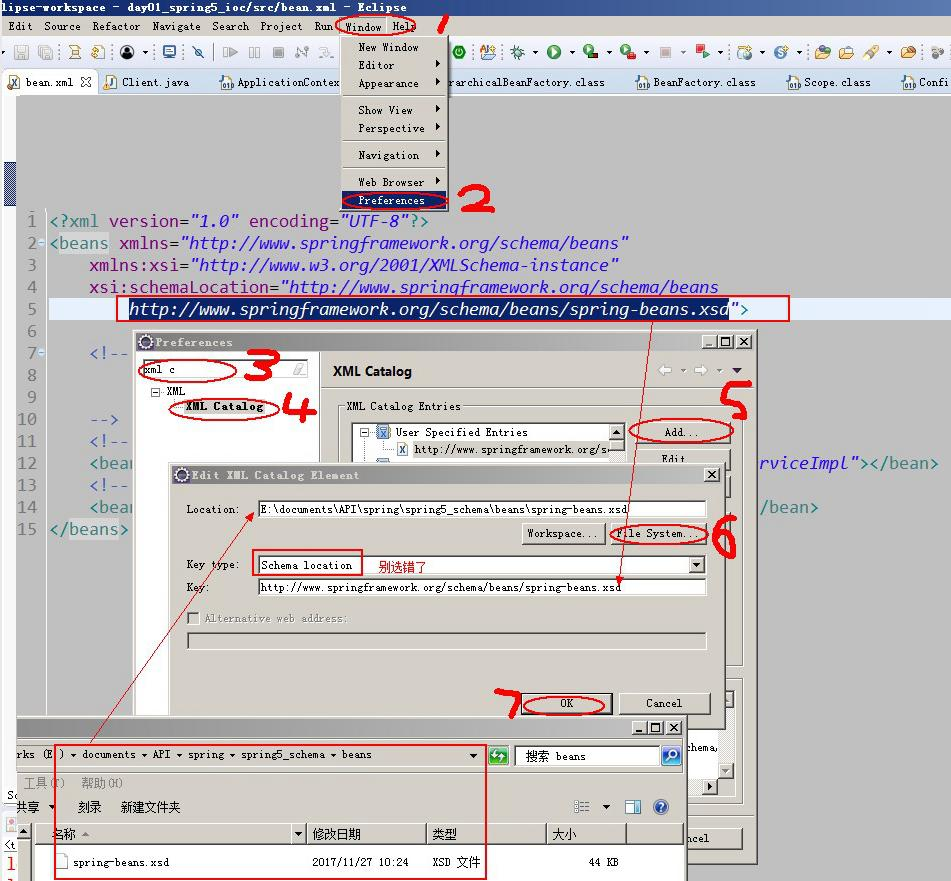 lipse-workspace - day01_spring5_ioc/src/bean.xml - Eclipse
Edit Source Refactor Navigate Search Project Run Window Help
1
New Window
Editor
Appearance
Show View
Perspective
Navigation
Web Browser
Preferences
2
bean.xml Client.java ApplicationContex rarchicalBeanFactory.class BeanFactory.class Scope.class Confi
1 <?xml version="1.0" encoding="UTF-8"?>
2 <beans xmlns="http://www.springframework.org/schema/beans"
3 xmlns:xsi="http://www.w3.org/2001/XMLSchema-instance"
4 xsi:schemaLocation="http://www.springframework.org/schema/beans
5 http://www.springframework.org/schema/beans/spring-beans.xsd">
6
7 <!--
8
9
10 -->
11 <!--
12 <bean rviceImpl"></bean>
13 <!--
14 <bean /bean>
15 </beans>
Preferences
xml c 3
XML
XML Catalog 4
XML Catalog
XML Catalog Entries
User Specified Entries
http://www.springframework.org/s
Add... 5
Edit
Edit XML Catalog Element
Location: E:\documents\API\spring\spring5_schema\beans\spring-beans.xsd
Workspace... File System... 6
Key type: Schema location 别选错了
Key: http://www.springframework.org/schema/beans/spring-beans.xsd
Alternative web address:
7 OK Cancel
hema,
ncel
rks (E:) documents API spring spring5_schema beans 搜索 beans
工具(T) 帮助(H)
共享 刻录 新建文件夹
名称 修改日期 类型 大小
spring-beans.xsd 2017/11/27 10:24 XSD 文件 44 KB